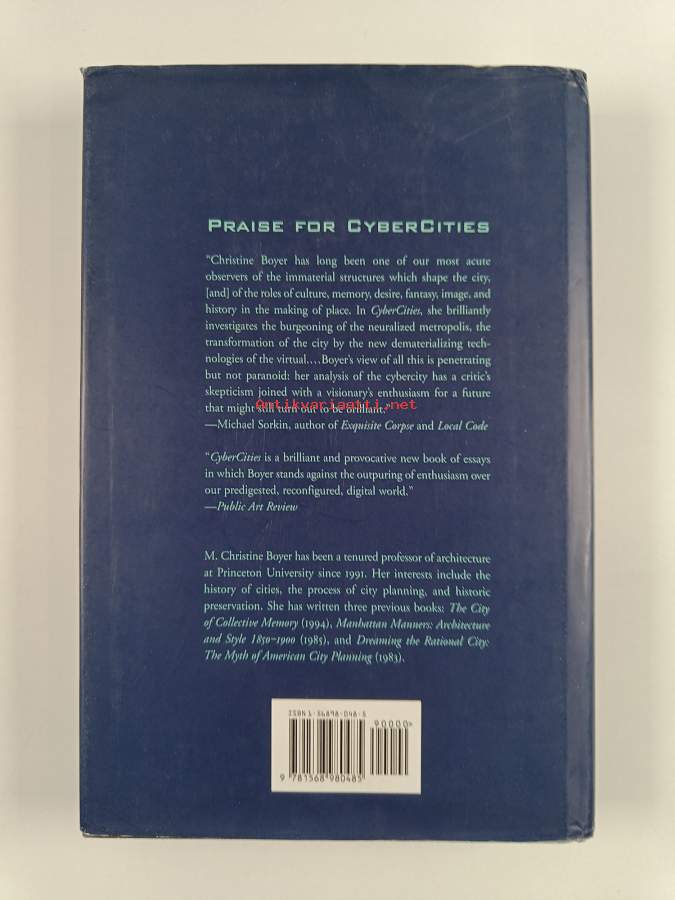 PRAISE FOR CYBERCITIES
"Christine Boyer has long been one of our most acute
observers of the immaterial structures which shape the city,
[and] of the roles of culture, memory, desire, fantasy, image, and
history in the making of place. In CyberCities, she brilliantly
investigates the burgeoning of the neuralized metropolis, the
transformation of the city by the new dematerializing tech-
nologies of the virtual....Boyer's view of all this is penetrating
but not paranoid: her analysis of the cybercity has a critic's
skepticism joined with a visionary's enthusiasm for a future
antikvariaatti.net
that might still turn out to be brilliant."
—Michael Sorkin, author of Exquisite Corpse and Local Code
"CyberCities is a brilliant and provocative new book of essays
in which Boyer stands against the outpuring of enthusiasm over
our predigested, reconfigured, digital world."
—Public Art Review
M. Christine Boyer has been a tenured professor of architecture
at Princeton University since 1991. Her interests include the
history of cities, the process of city planning, and historic
preservation. She has written three previous books: The City
of Collective Memory (1994), Manhattan Manners: Architecture
and Style 1850–1900 (1985), and Dreaming the Rational City:
The Myth of American City Planning (1983).
ISBN 1-56898-048-5
90000>
9 781568 980485